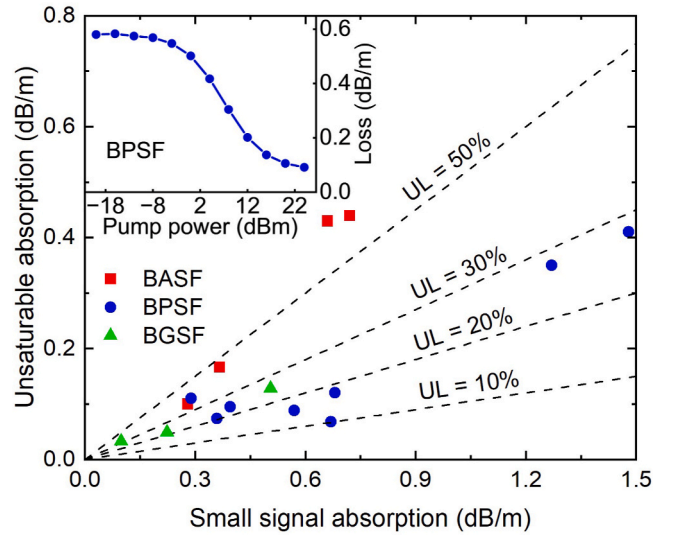 0.8
0.6
0.4
0.2
0.0
Unsaturable absorption (dB/m)
0.0
0.3
0.6
0.9
1.2
1.5
Small signal absorption (dB/m)
BPSF
0.6
0.4
0.2
0.0
Loss (dB/m)
−18
−8
2
12
22
Pump power (dBm)
BASF
BPSF
BGSF
UL = 50%
UL = 30%
UL = 20%
UL = 10%